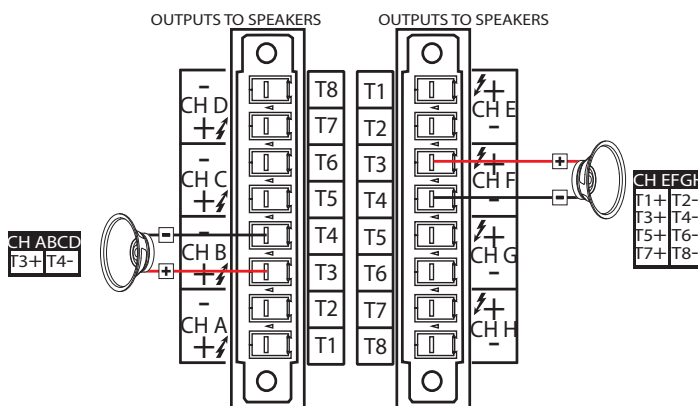 OUTPUTS TO SPEAKERS
OUTPUTS TO SPEAKERS
-
CH D
+
-
CH C
+
-
CH B
+
-
CH A
+
T8
T7
T6
T5
T4
T3
T2
T1
T1
T2
T3
T4
T5
T6
T7
T8
+
CH E
-
+
CH F
-
+
CH G
-
+
CH H
-
-
+
+
-
CH ABCD
T3+ T4-
CH EFGH
T1+ T2-
T3+ T4-
T5+ T6-
T7+ T8-